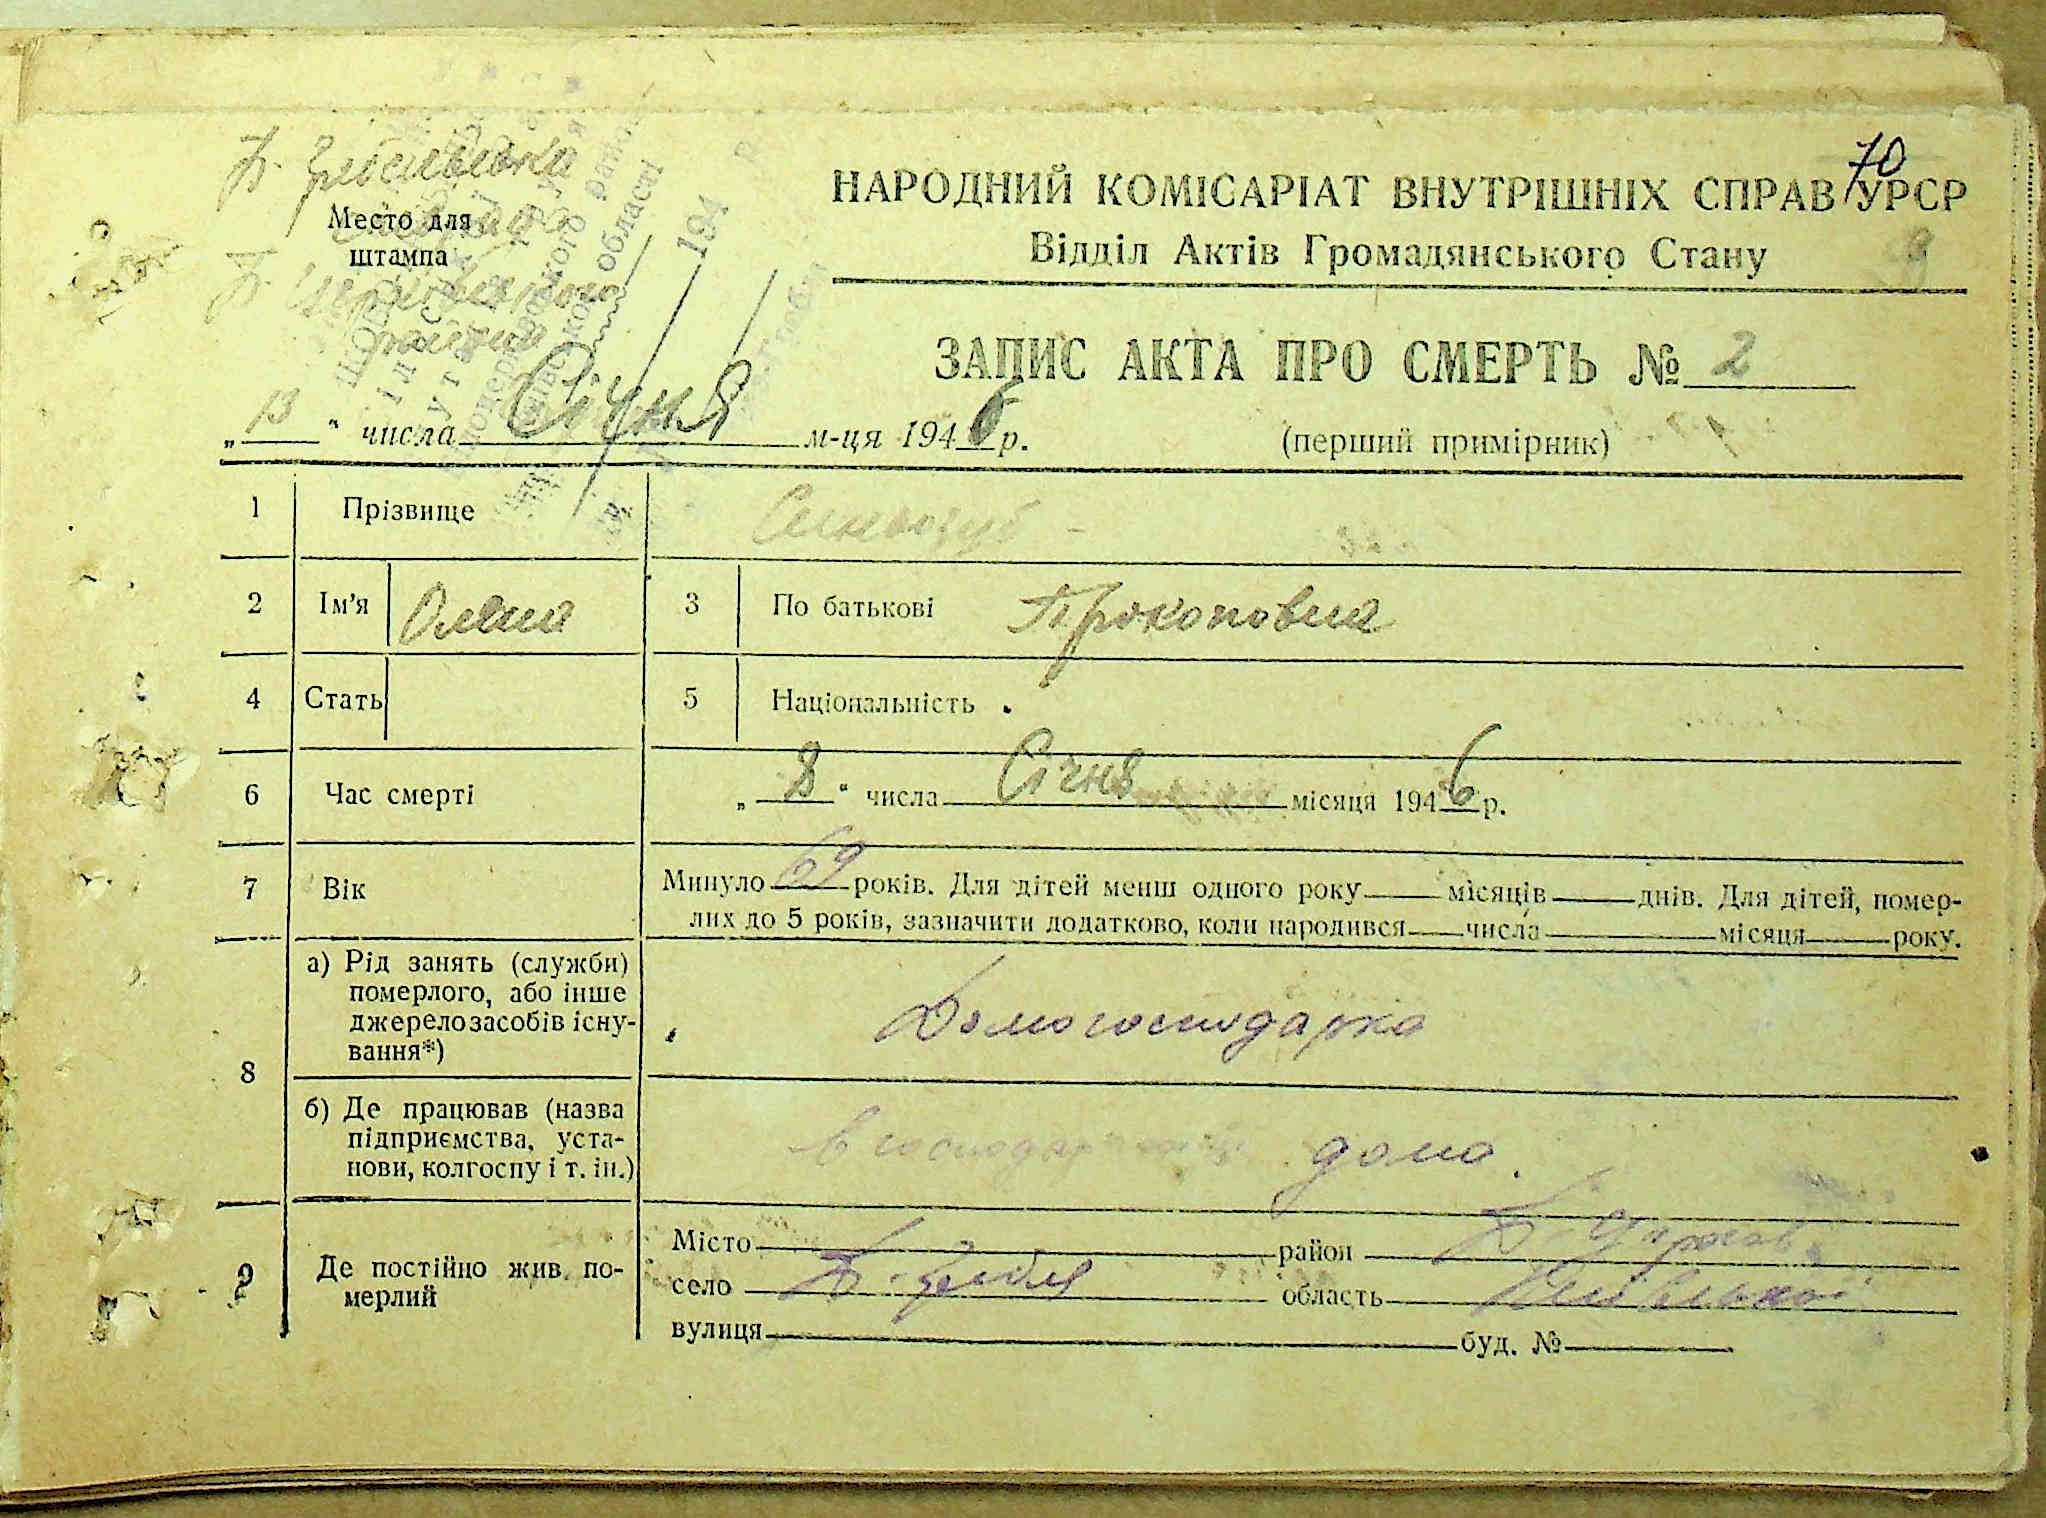 70
НАРОДНИЙ КОМІСАРІАТ ВНУТРІШНІХ СПРАВ УРСР
Відділ Актів Громадянського Стану
Место для
штампа
ЗАПИС АКТА ПРО СМЕРТЬ № 2
„13“ числа Січня м-ця 1946 р.
(перший примірник)
1 Прізвище
2 Ім'я Олена 3 По батькові Прокоповна
4 Стать 5 Національність
6 Час смерті „8“ числа Січня місяця 1946 р.
7 Вік Минуло 69 років. Для дітей менш одного року місяців днів. Для дітей, помер-
лих до 5 років, зазначити додатково, коли народився числа місяця року.
8 а) Рід занять (служби)
померлого, або інше
джерело засобів існу-
вання*) Домогосподарка
б) Де працював (назва
підприємства, уста-
нови, колгоспу і т. ін.) дома.
9 Де постійно жив по-
мерлий
Місто район
село область
вулиця буд. №